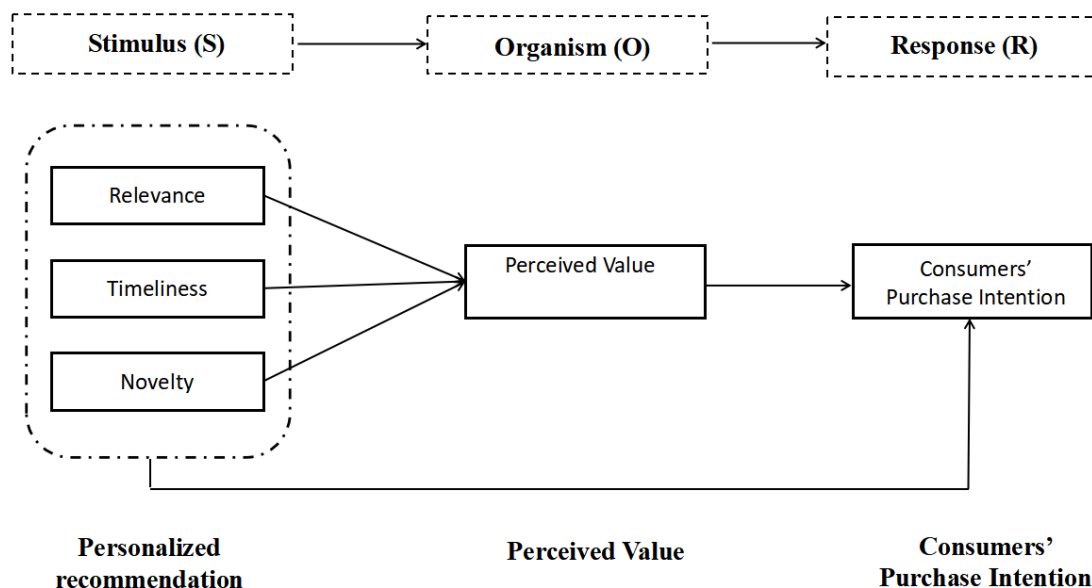 Stimulus (S)
Organism (O)
Response (R)
Relevance
Timeliness
Novelty
Perceived Value
Consumers’
Purchase Intention
Personalized
recommendation
Perceived Value
Consumers’
Purchase Intention